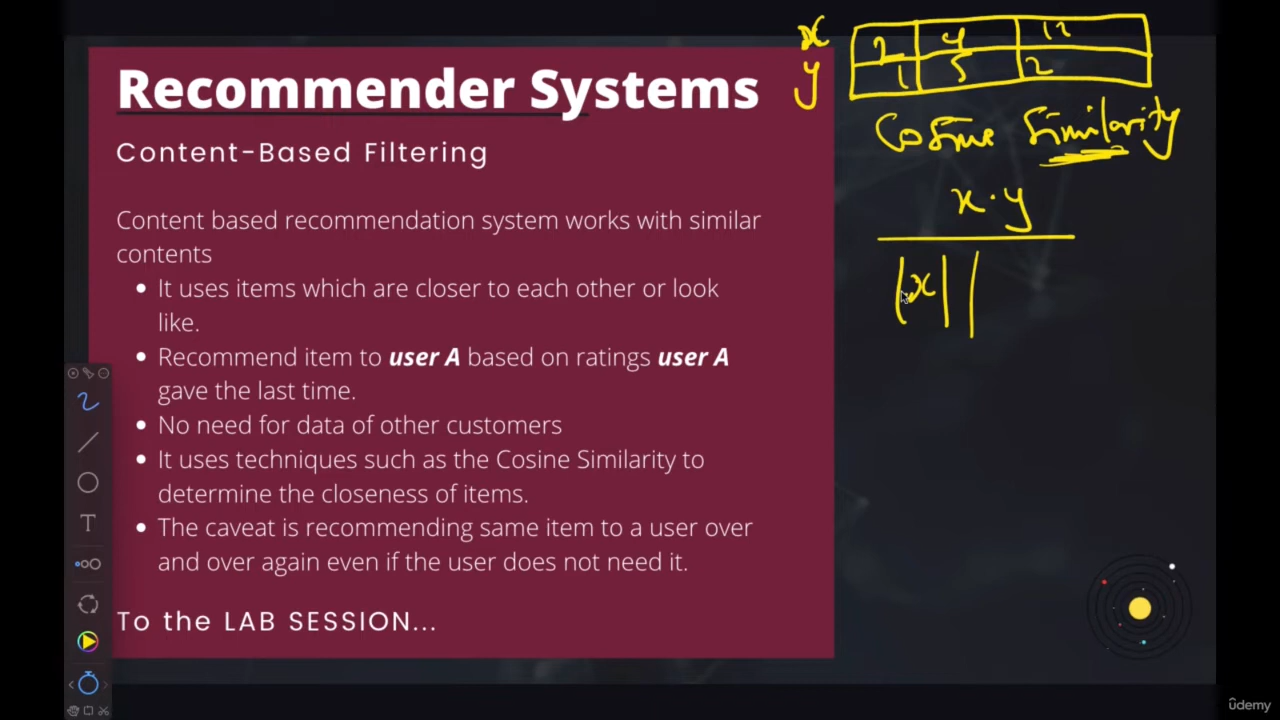 Recommender Systems
Content-Based Filtering
Content based recommendation system works with similar
contents
• It uses items which are closer to each other or look
like.
• Recommend item to user A based on ratings user A
gave the last time.
• No need for data of other customers
• It uses techniques such as the Cosine Similarity to
determine the closeness of items.
• The caveat is recommending same item to a user over
and over again even if the user does not need it.
To the LAB SESSION...
x 2 4 12
y 1 5 2
Cosine Similarity
x · y
|x| |
T
ûdemy